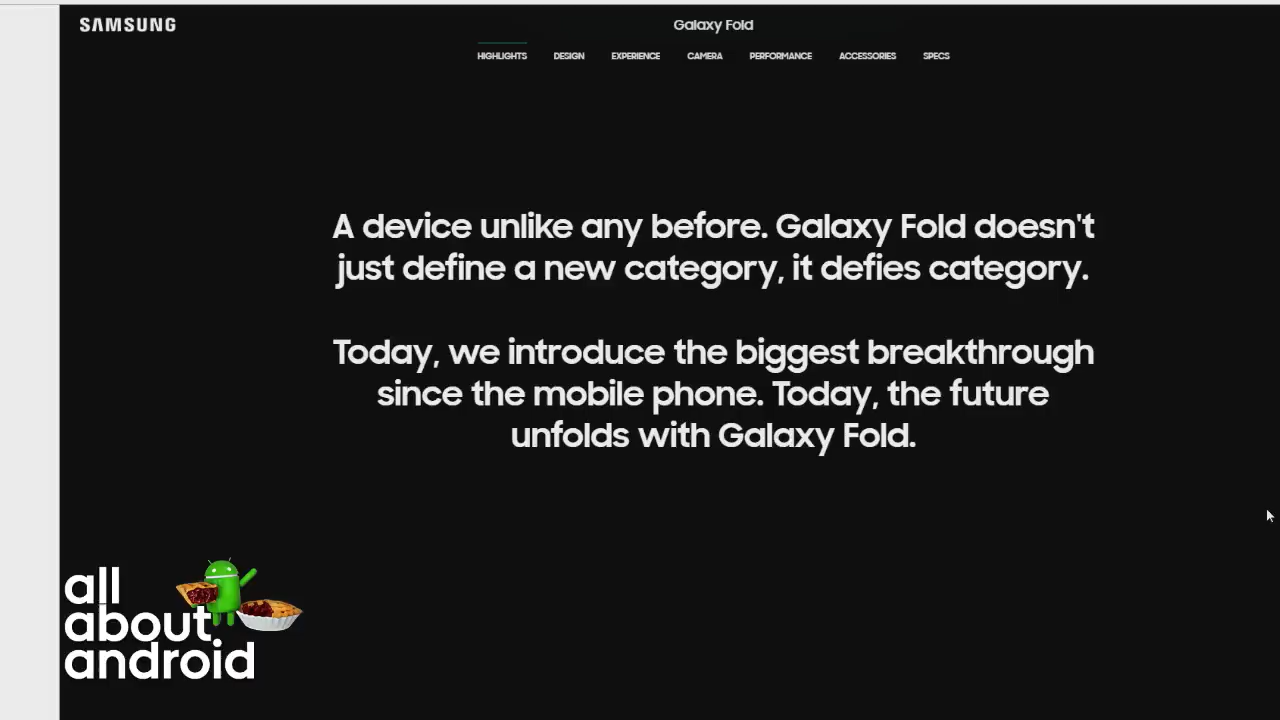 SAMSUNG
Galaxy Fold
HIGHLIGHTS DESIGN EXPERIENCE CAMERA PERFORMANCE ACCESSORIES SPECS
A device unlike any before. Galaxy Fold doesn't
just define a new category, it defies category.
Today, we introduce the biggest breakthrough
since the mobile phone. Today, the future
unfolds with Galaxy Fold.
all
about
android